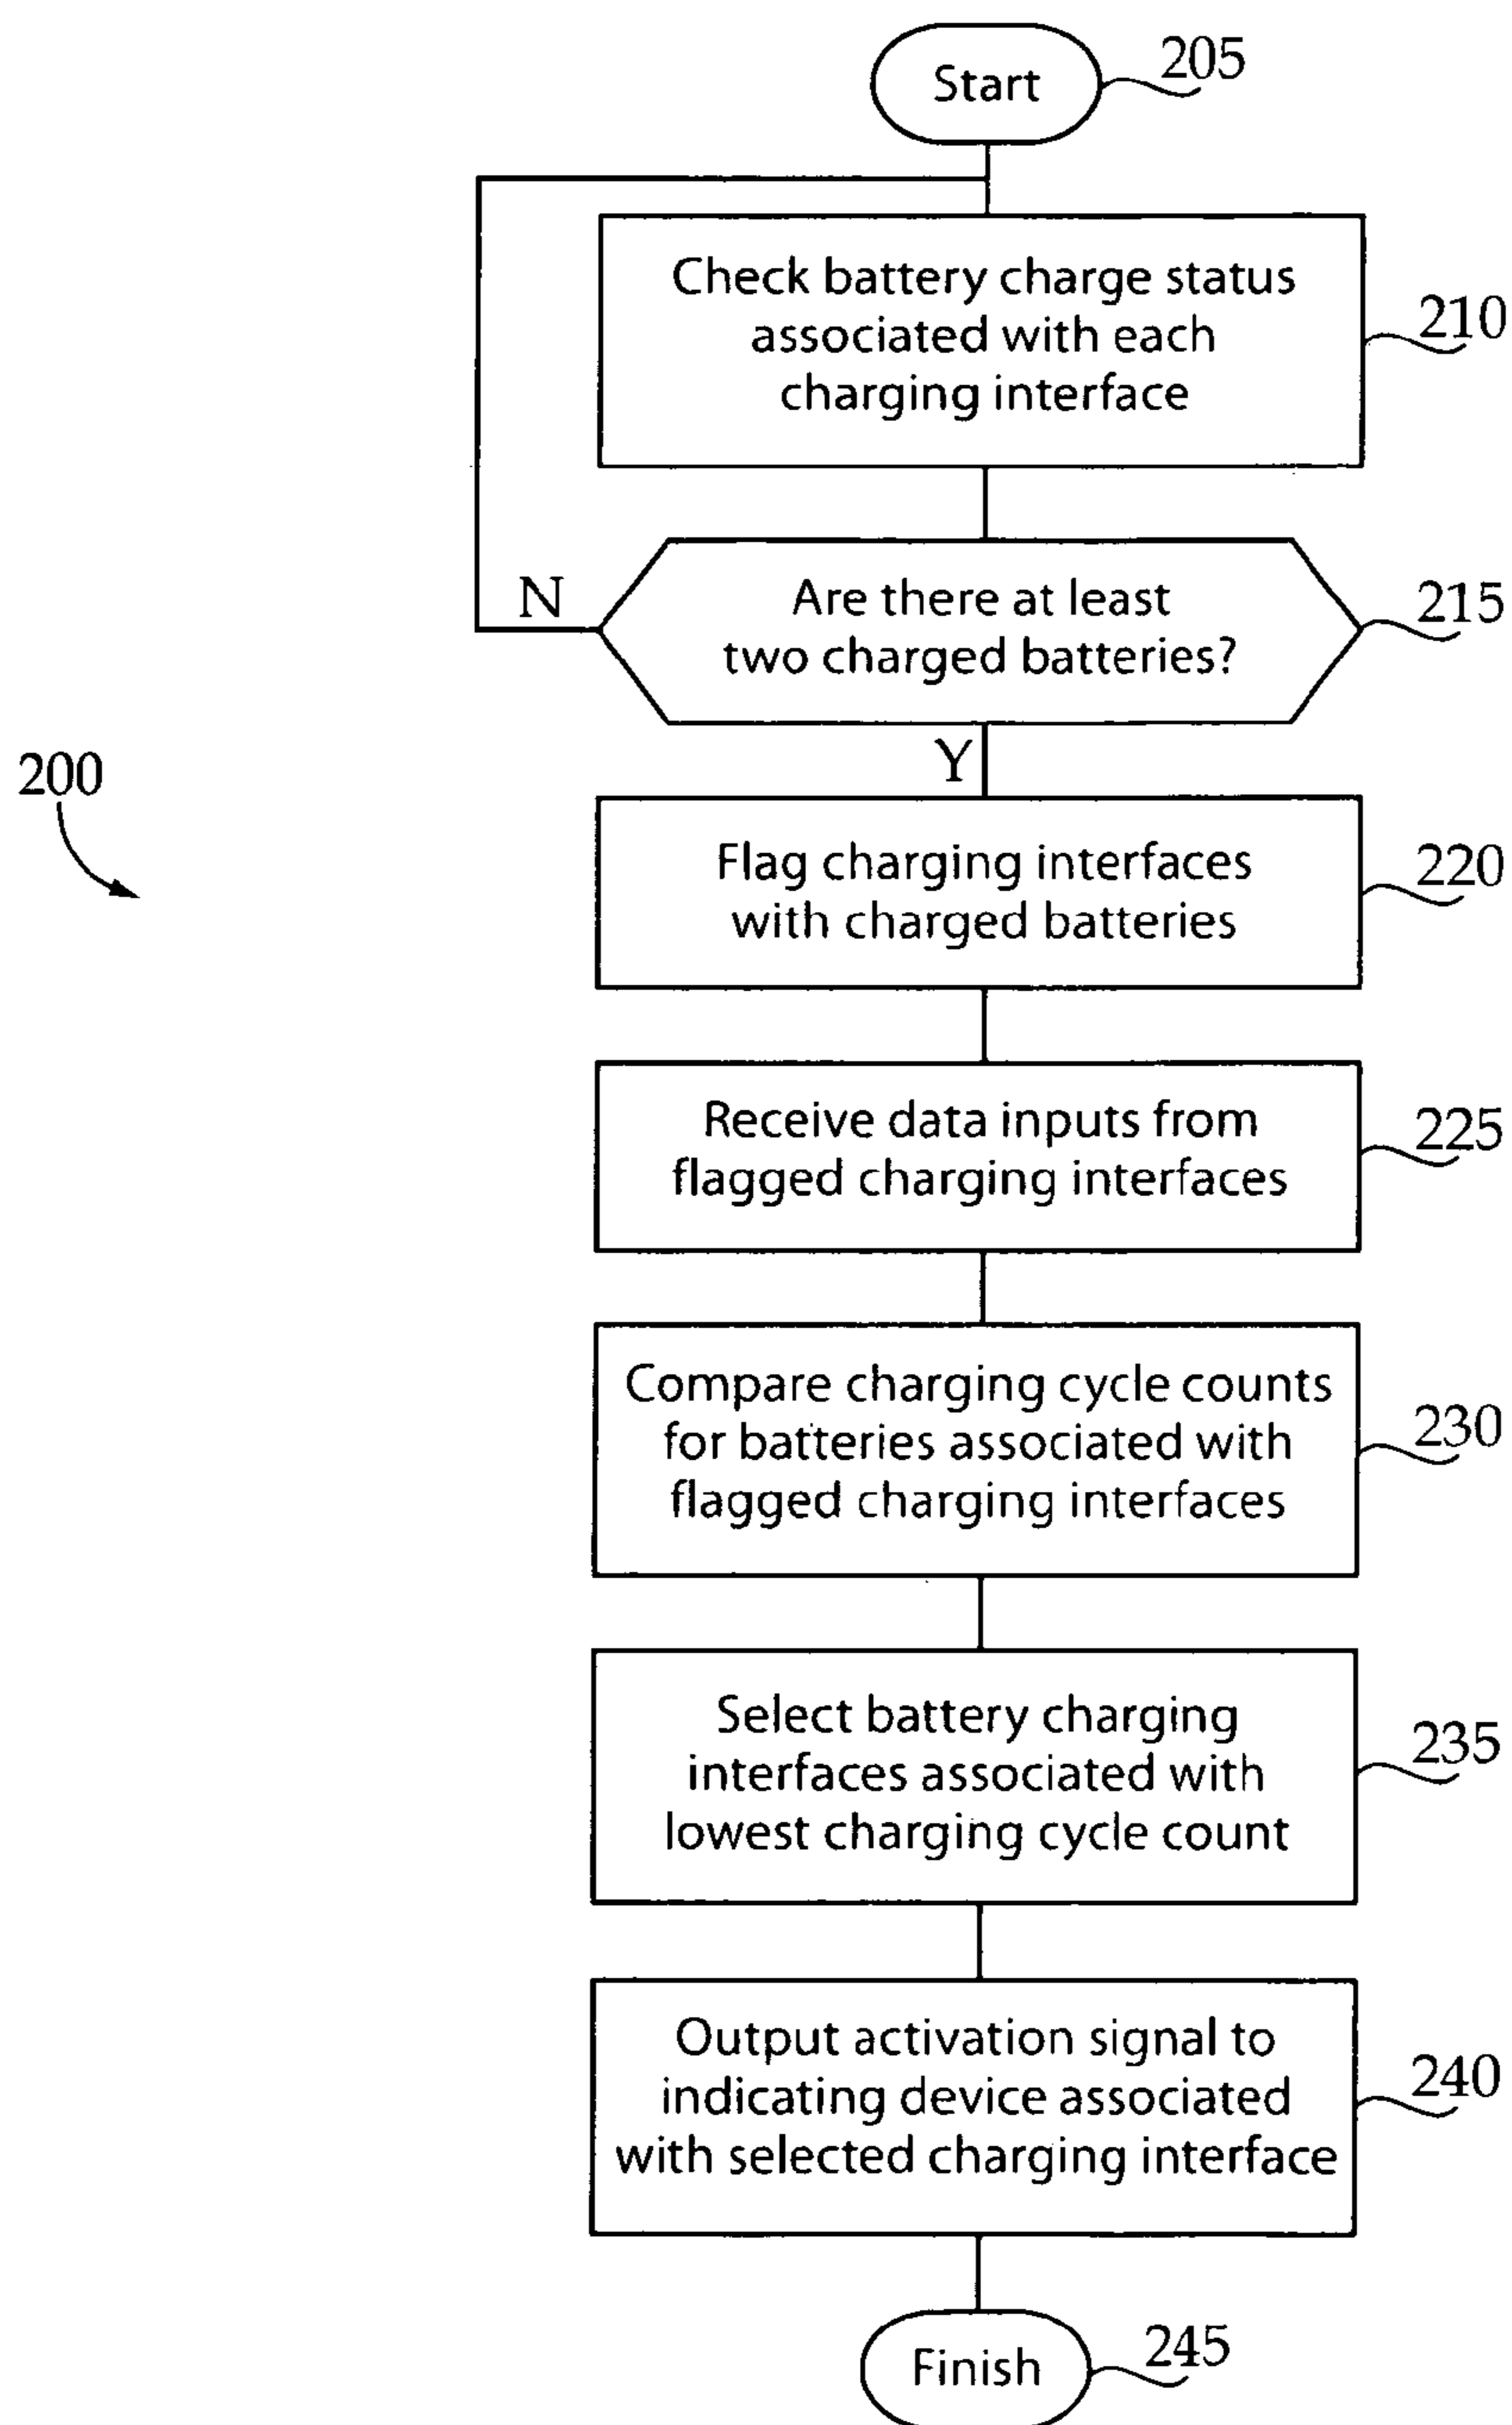 Start
205
Check battery charge status
associated with each
charging interface
210
N
Are there at least
two charged batteries?
215
Y
200
Flag charging interfaces
with charged batteries
220
Receive data inputs from
flagged charging interfaces
225
Compare charging cycle counts
for batteries associated with
flagged charging interfaces
230
Select battery charging
interfaces associated with
lowest charging cycle count
235
Output activation signal to
indicating device associated
with selected charging interface
240
Finish
245